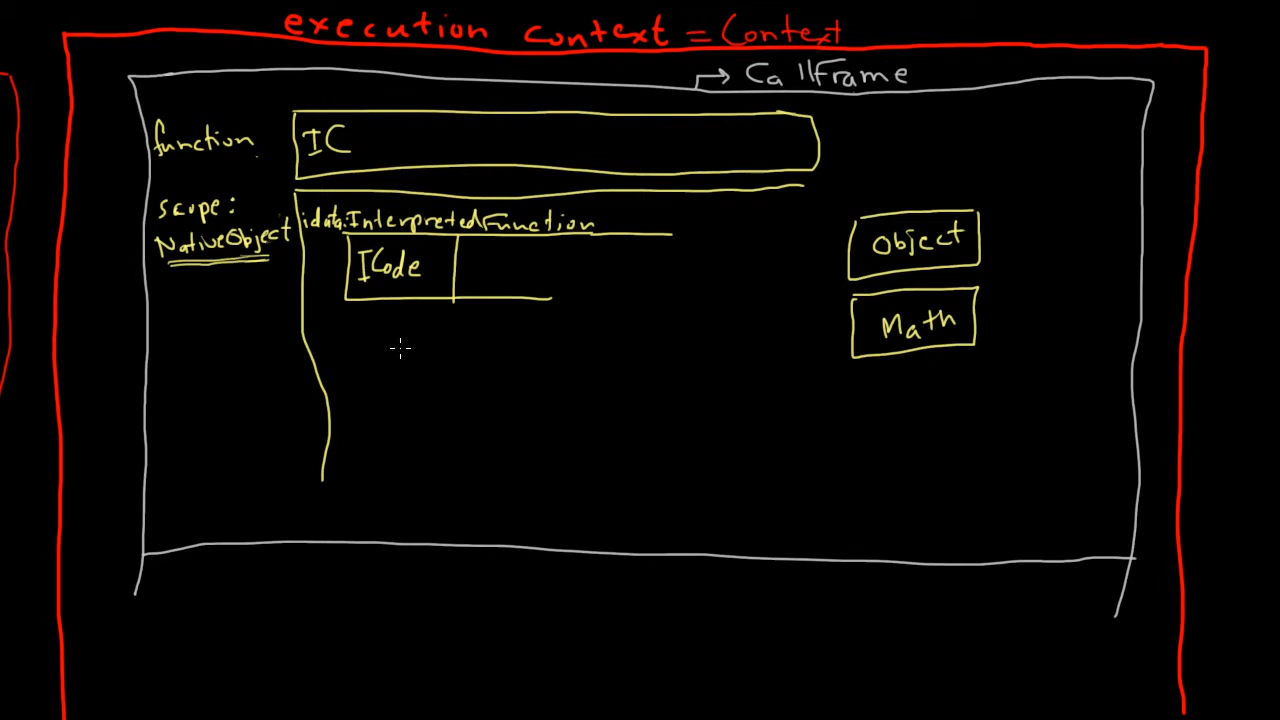 execution context = Context
CallFrame
function
IC
scope:
NativeObject
idata:InterpretedFunction
ICode
Object
Math